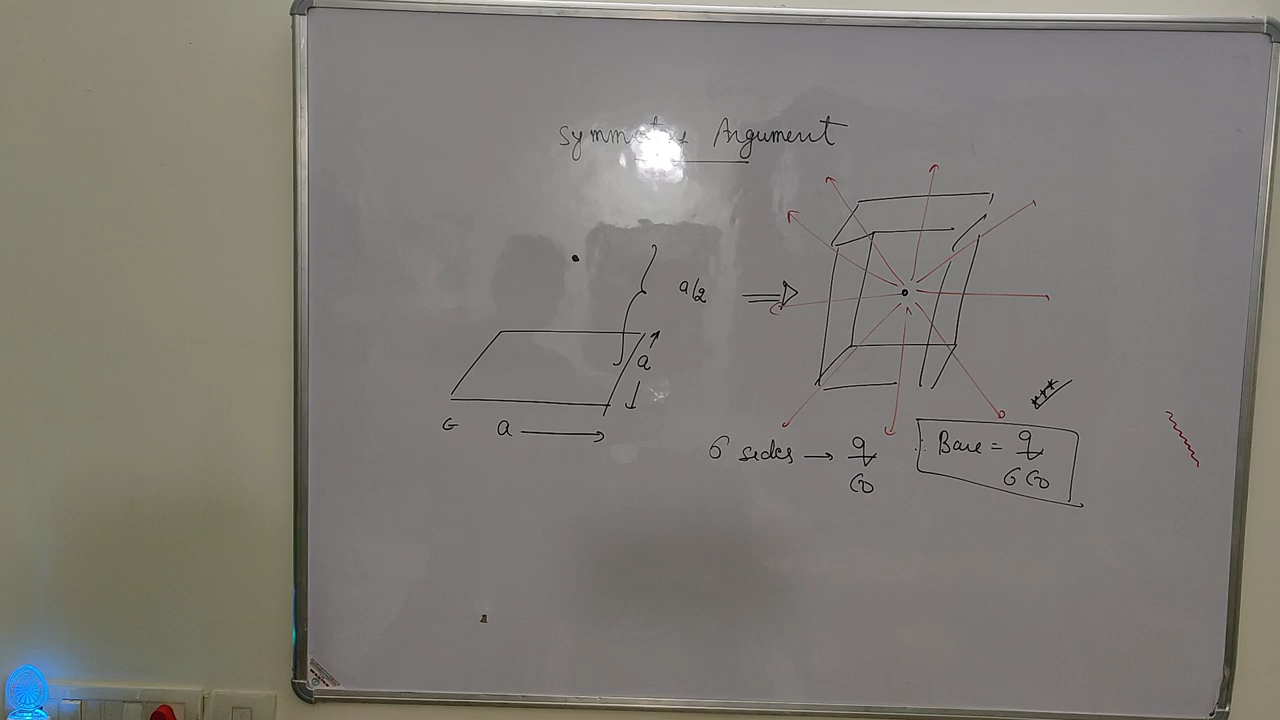 Symmetry Argument
a/2
a
a
6 sides → q/ε0
∴ Base = q/6ε0